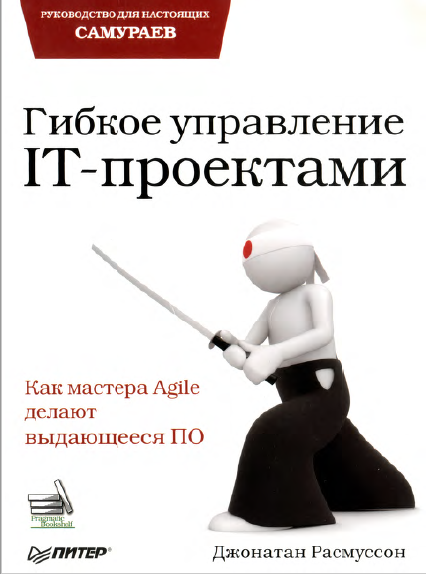 РУКОВОДСТВО ДЛЯ НАСТОЯЩИХ
САМУРАЕВ
Гибкое управление
IT-проектами
Как мастера Agile
делают
выдающееся ПО
Pragmatic
Bookshelf
ПИТЕР®
Джонатан Расмуссон